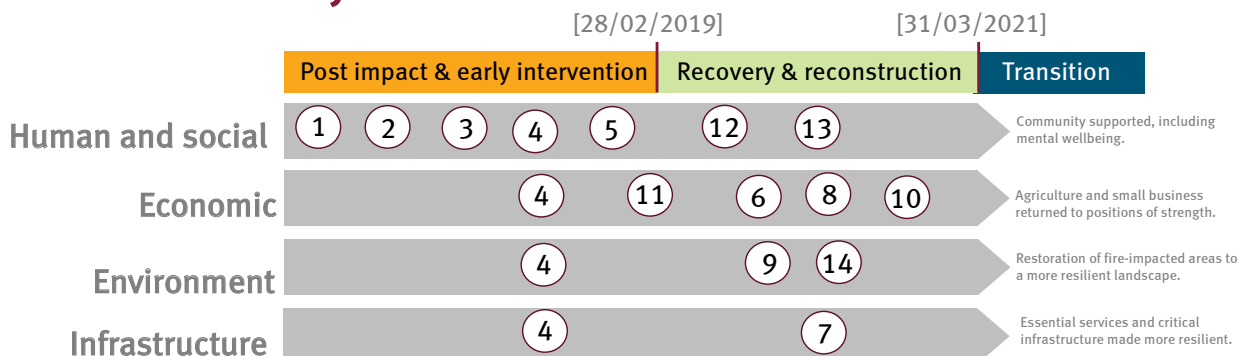 [28/02/2019] [31/03/2021]
Post impact & early intervention Recovery & reconstruction Transition
Human and social 1 2 3 4 5 12 13 Community supported, including
mental wellbeing.
Economic 4 11 6 8 10 Agriculture and small business
returned to positions of strength.
Environment 4 9 14 Restoration of fire-impacted areas to
a more resilient landscape.
Infrastructure 4 7 Essential services and critical
infrastructure made more resilient.